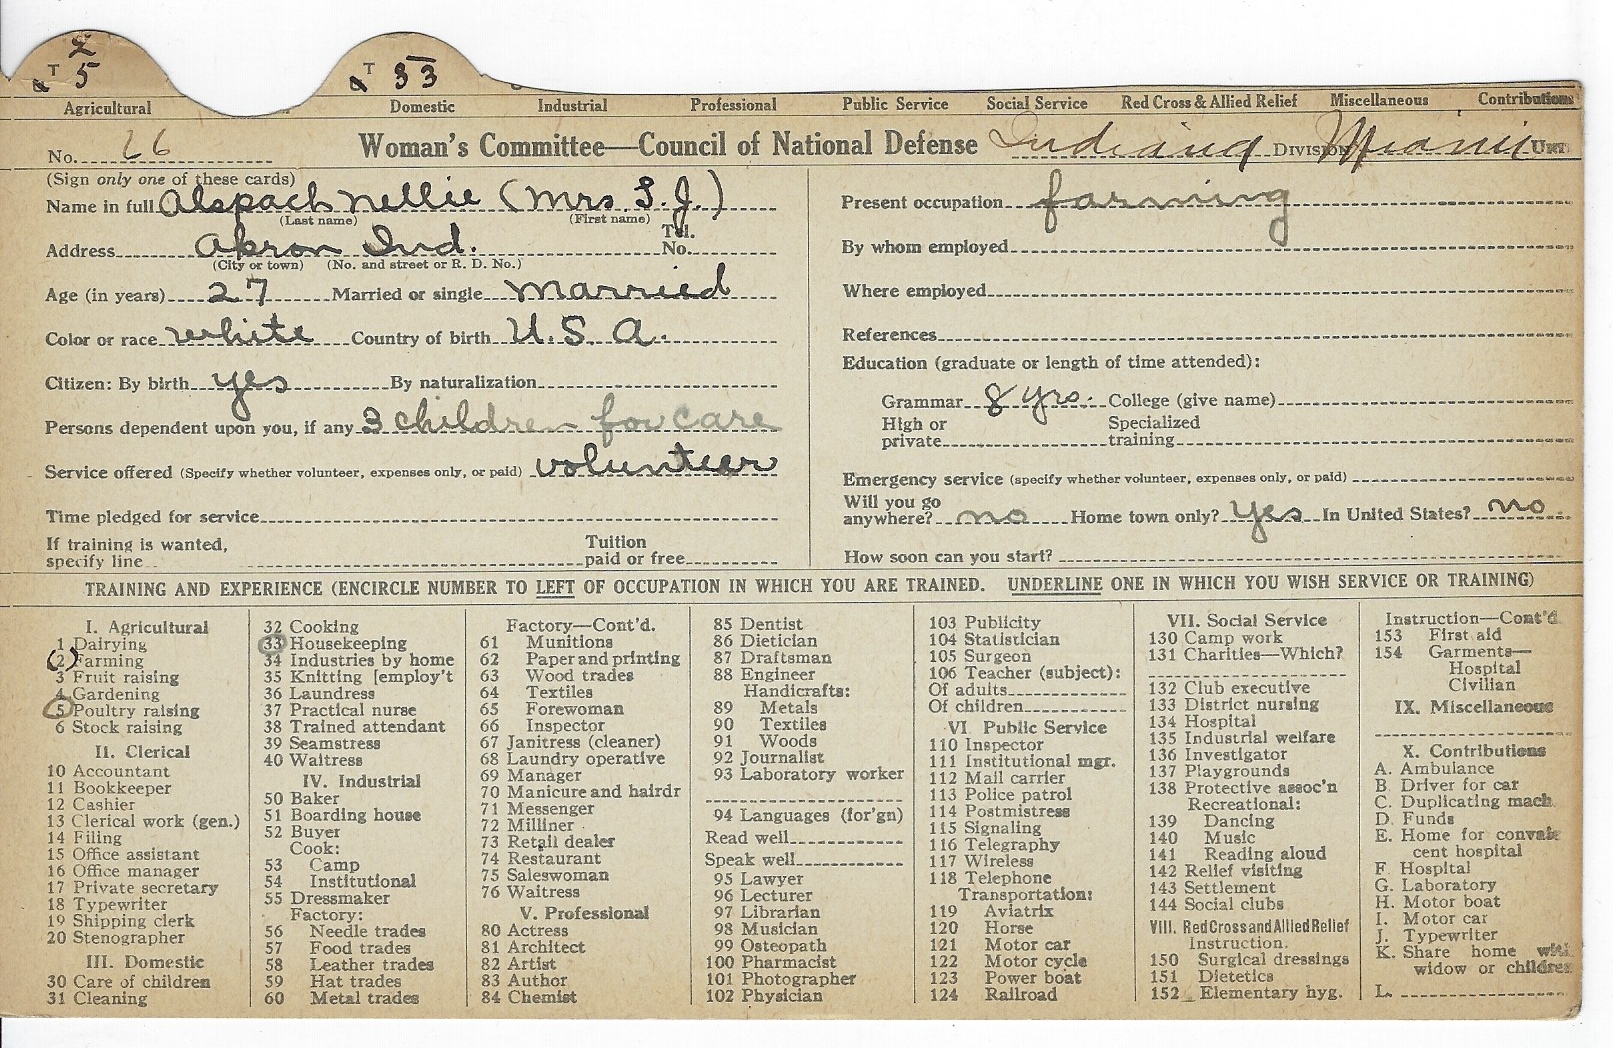 2
T 5 T 33
Agricultural Domestic Industrial Professional Public Service Social Service Red Cross & Allied Relief Miscellaneous Contributions
No. 26 Woman's Committee—Council of National Defense Indiana Division Miami Unit
(Sign only one of these cards)
Name in full Alspach Nellie (Mrs S. J.)
(Last name) (First name)
Address Akron Ind. Tel. No.
(City or town) (No. and street or R. D. No.)
Age (in years) 27 Married or single married
Color or race white Country of birth U.S.A.
Citizen: By birth yes By naturalization
Persons dependent upon you, if any 3 children for care
Service offered (Specify whether volunteer, expenses only, or paid) volunteer
Time pledged for service
If training is wanted, Tuition
specify line paid or free
Present occupation farming
By whom employed
Where employed
References
Education (graduate or length of time attended):
Grammar 8 yrs. College (give name)
High or Specialized
private training
Emergency service (specify whether volunteer, expenses only, or paid)
Will you go
anywhere? no Home town only? yes In United States? no
How soon can you start?
TRAINING AND EXPERIENCE (ENCIRCLE NUMBER TO LEFT OF OCCUPATION IN WHICH YOU ARE TRAINED. UNDERLINE ONE IN WHICH YOU WISH SERVICE OR TRAINING)
I. Agricultural
1 Dairying
2 Farming
3 Fruit raising
4 Gardening
5 Poultry raising
6 Stock raising
II. Clerical
10 Accountant
11 Bookkeeper
12 Cashier
13 Clerical work (gen.)
14 Filing
15 Office assistant
16 Office manager
17 Private secretary
18 Typewriter
19 Shipping clerk
20 Stenographer
III. Domestic
30 Care of children
31 Cleaning
32 Cooking
33 Housekeeping
34 Industries by home
35 Knitting [employ't
36 Laundress
37 Practical nurse
38 Trained attendant
39 Seamstress
40 Waitress
IV. Industrial
50 Baker
51 Boarding house
52 Buyer
Cook:
53 Camp
54 Institutional
55 Dressmaker
Factory:
56 Needle trades
57 Food trades
58 Leather trades
59 Hat trades
60 Metal trades
Factory—Cont'd.
61 Munitions
62 Paper and printing
63 Wood trades
64 Textiles
65 Forewoman
66 Inspector
67 Janitress (cleaner)
68 Laundry operative
69 Manager
70 Manicure and hairdr
71 Messenger
72 Milliner
73 Retail dealer
74 Restaurant
75 Saleswoman
76 Waitress
V. Professional
80 Actress
81 Architect
82 Artist
83 Author
84 Chemist
85 Dentist
86 Dietician
87 Draftsman
88 Engineer
Handicrafts:
89 Metals
90 Textiles
91 Woods
92 Journalist
93 Laboratory worker
94 Languages (for'gn)
Read well
Speak well
95 Lawyer
96 Lecturer
97 Librarian
98 Musician
99 Osteopath
100 Pharmacist
101 Photographer
102 Physician
103 Publicity
104 Statistician
105 Surgeon
106 Teacher (subject):
Of adults
Of children
VI. Public Service
110 Inspector
111 Institutional mgr.
112 Mail carrier
113 Police patrol
114 Postmistress
115 Signaling
116 Telegraphy
117 Wireless
118 Telephone
Transportation:
119 Aviatrix
120 Horse
121 Motor car
122 Motor cycle
123 Power boat
124 Railroad
VII. Social Service
130 Camp work
131 Charities—Which?
132 Club executive
133 District nursing
134 Hospital
135 Industrial welfare
136 Investigator
137 Playgrounds
138 Protective assoc'n
Recreational:
139 Dancing
140 Music
141 Reading aloud
142 Relief visiting
143 Settlement
144 Social clubs
VIII. Red Cross and Allied Relief
Instruction.
150 Surgical dressings
151 Dietetics
152 Elementary hyg.
Instruction—Cont'd
153 First aid
154 Garments—
Hospital
Civilian
IX. Miscellaneous
X. Contributions
A. Ambulance
B. Driver for car
C. Duplicating mach.
D. Funds
E. Home for convales
cent hospital
F. Hospital
G. Laboratory
H. Motor boat
I. Motor car
J. Typewriter
K. Share home with
widow or children
L.